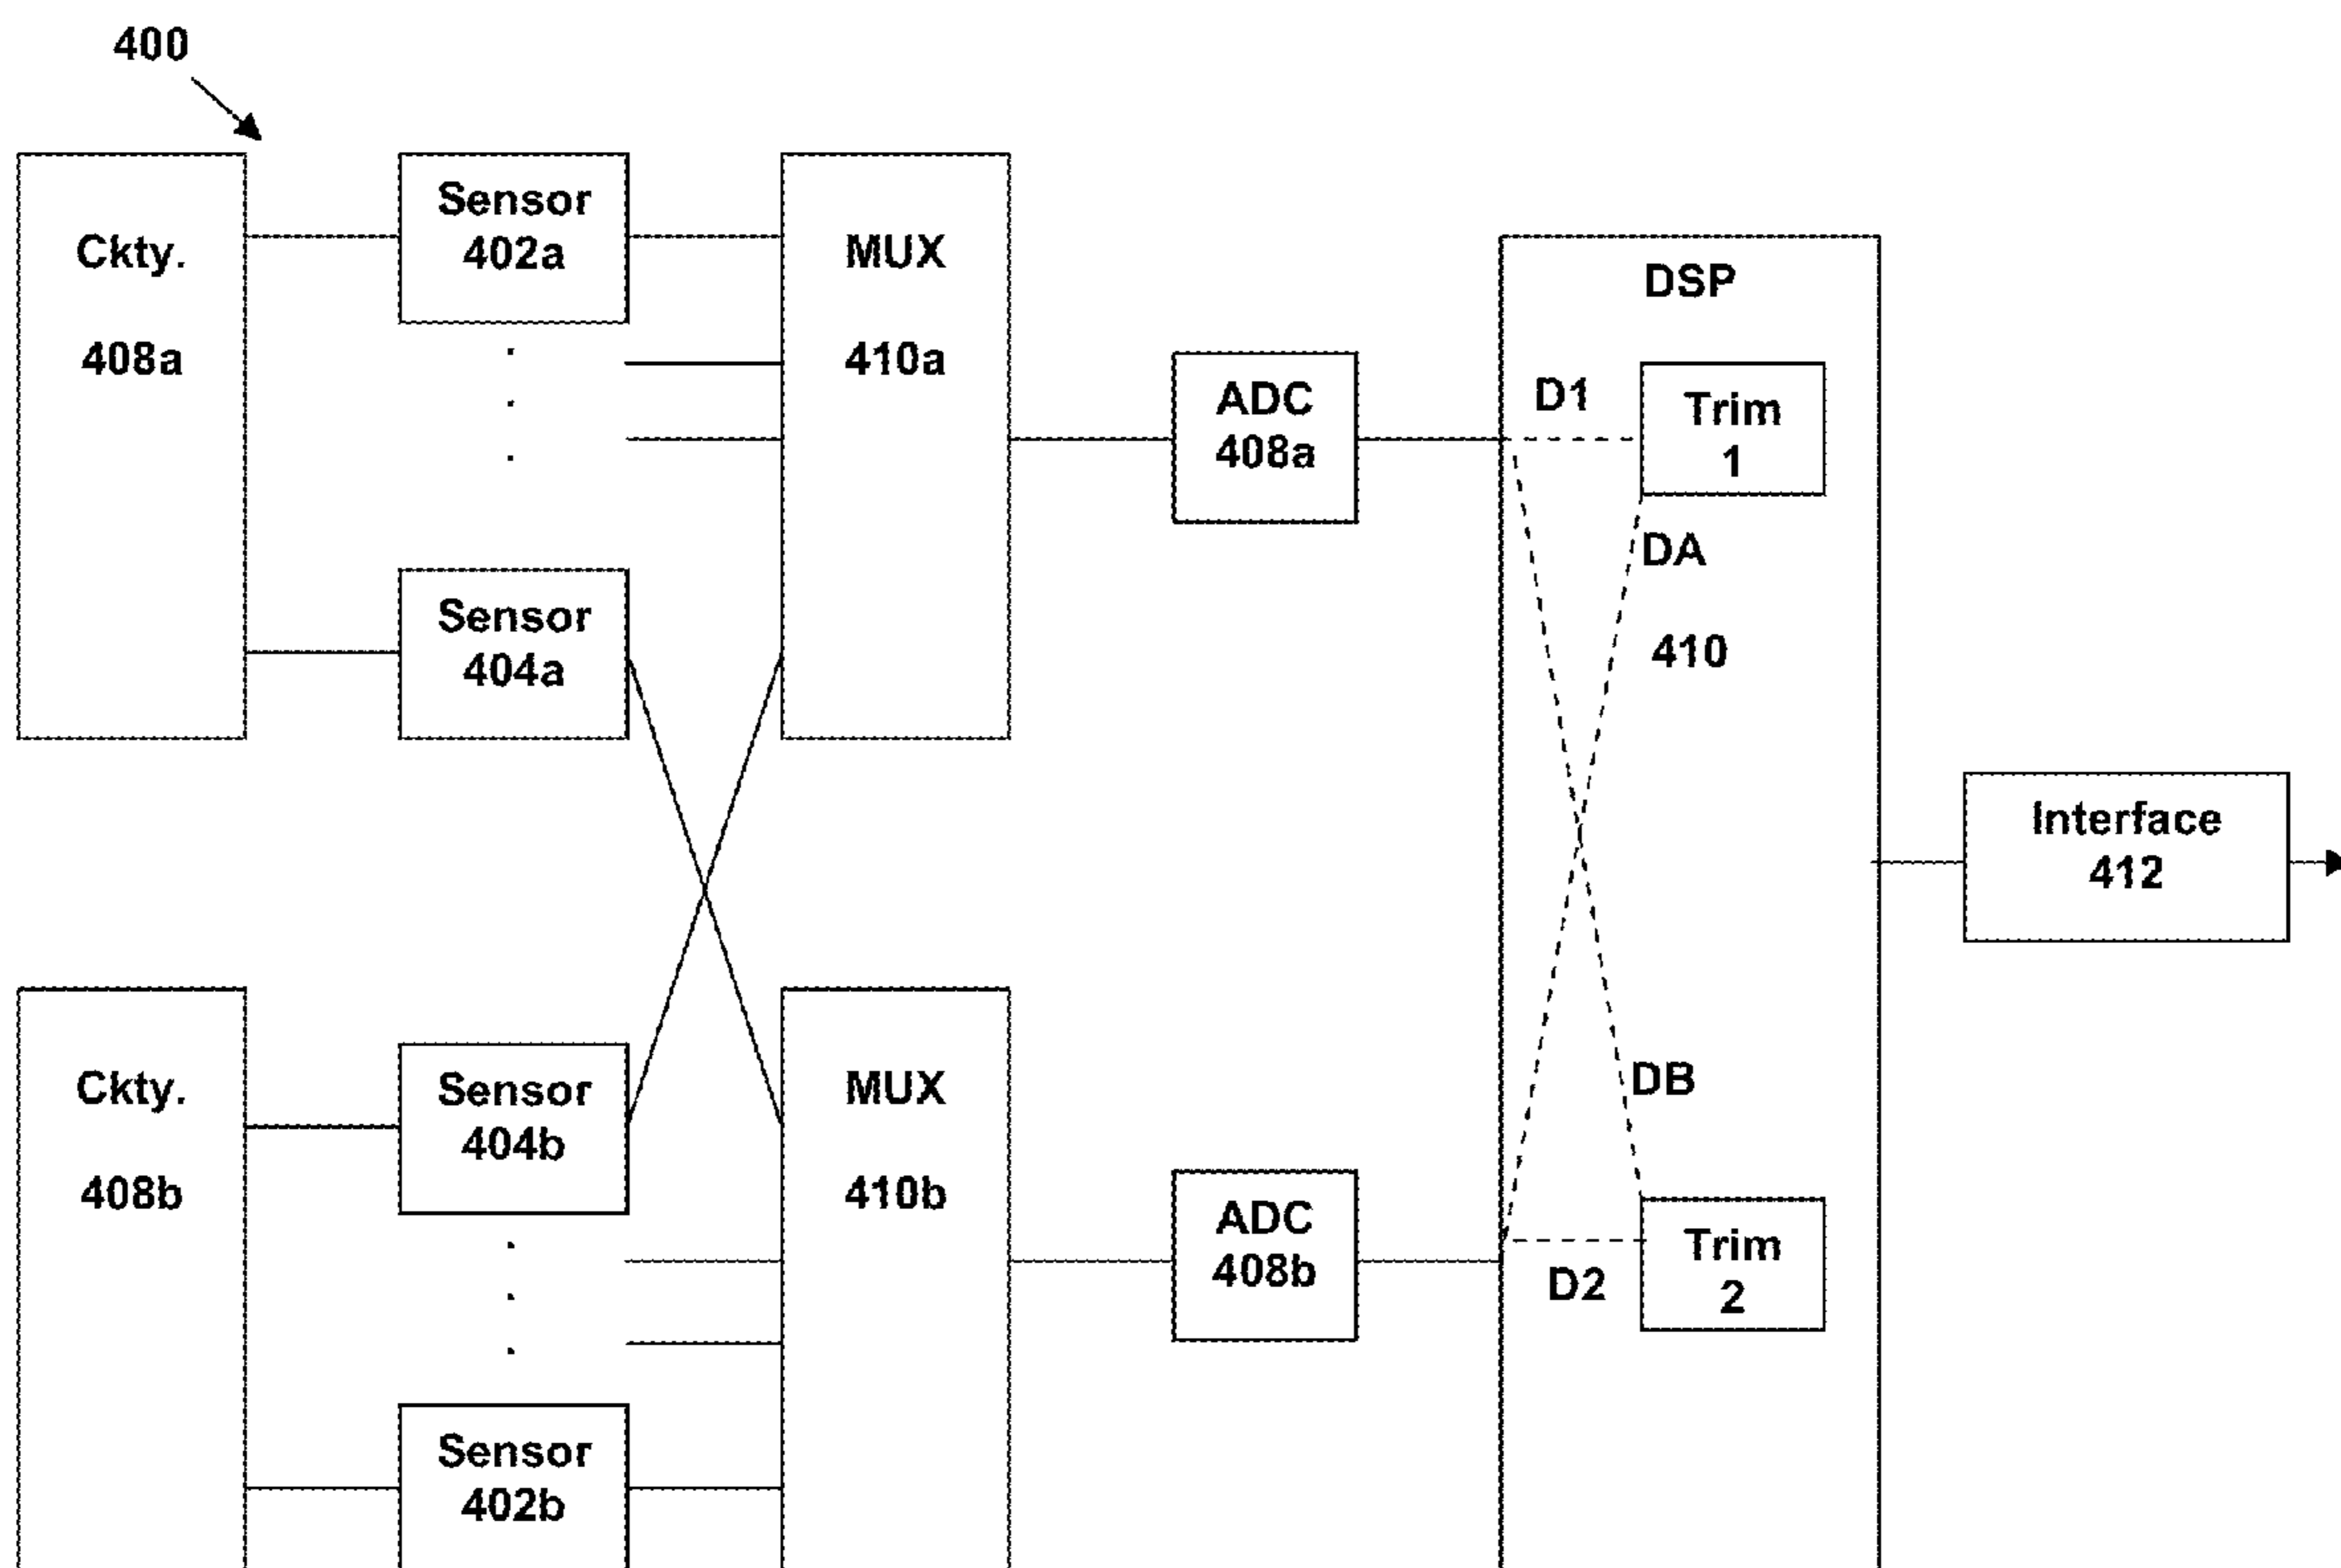 400
Ckty.
408a
Sensor
402a
MUX
410a
Sensor
404a
ADC
408a
DSP
D1
Trim
1
DA
410
Interface
412
Ckty.
408b
Sensor
404b
MUX
410b
ADC
408b
DB
Trim
2
D2
Sensor
402b